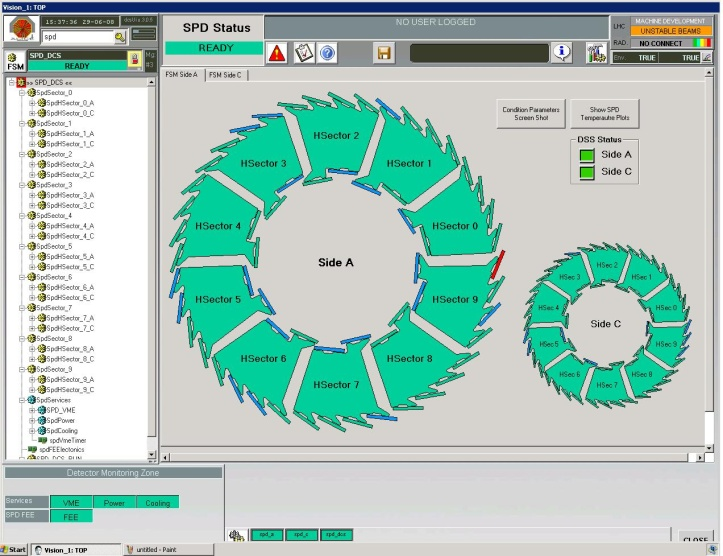 Vision_1: TOP
15:37:36 29-06-08
SPD Status
READY
NO USER LOGGED
LHC
MACHINE DEVELOPMENT
UNSTABLE BEAMS
RAD.
NO CONNECT
Env.
TRUE
TRUE
spd
FSM
SPD_DCS
READY
FSM Side A
FSM Side C
>> SPD_DCS <<
SpdSector_0
SpdHSector_0_A
SpdHSector_0_C
SpdSector_1
SpdHSector_1_A
SpdHSector_1_C
SpdSector_2
SpdHSector_2_A
SpdHSector_2_C
SpdSector_3
SpdHSector_3_A
SpdHSector_3_C
SpdSector_4
SpdHSector_4_A
SpdHSector_4_C
SpdSector_5
SpdHSector_5_A
SpdHSector_5_C
SpdSector_6
SpdHSector_6_A
SpdHSector_6_C
SpdSector_7
SpdHSector_7_A
SpdHSector_7_C
SpdSector_8
SpdHSector_8_A
SpdHSector_8_C
SpdSector_9
SpdHSector_9_A
SpdHSector_9_C
SpdServices
SPD_VME
SpdPower
SpdCooling
spdVmeTimes
spdFEElectonics
SPD_DCS_RUN
HSector 2
HSector 3
HSector 1
HSector 4
HSector 0
Side A
HSector 5
HSector 9
HSector 6
HSector 8
HSector 7
Condition Parameters
Screen Shot
Show SPD
Temperautre Plots
DSS Status
Side A
Side C
HSec 2
HSec 3
HSec 1
HSec 4
HSec 0
Side C
HSec 5
HSec 9
HSec 6
HSec 8
HSec 7
Detector Monitoring Zone
Services
VME
Power
Cooling
SPD FEE
FEE
spd_a
spd_c
spd_dss
CLOSE
Start
Vision_1: TOP
untitled - Paint